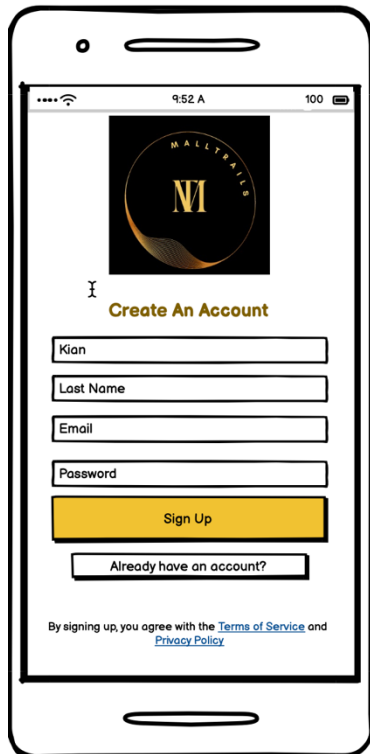 9:52 A
100
MALLTRAILS
Create An Account
Kian
Last Name
Email
Password
Sign Up
Already have an account?
By signing up, you agree with the Terms of Service and
Privacy Policy